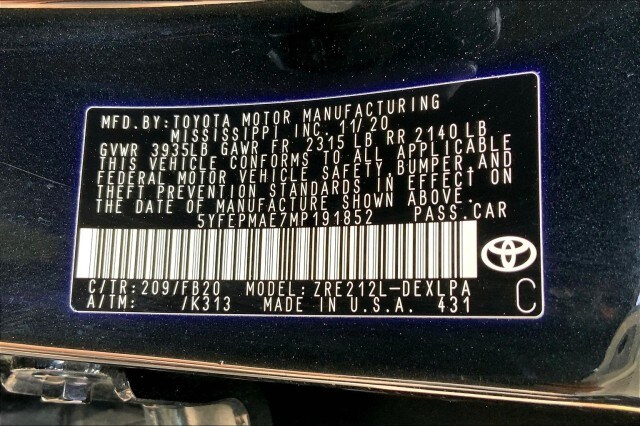 MFD.BY: TOYOTA MOTOR MANUFACTURING
MISSISSIPPI INC. 11/20
GVWR 3935LB GAWR FR 2315 LB RR 2140 LB
THIS VEHICLE CONFORMS TO ALL APPLICABLE
FEDERAL MOTOR VEHICLE SAFETY, BUMPER, AND
THEFT PREVENTION STANDARDS IN EFFECT ON
THE DATE OF MANUFACTURE SHOWN ABOVE.
5YFEPMAE7MP191852 PASS.CAR
C/TR:209/FB20 MODEL: ZRE212L-DEXLPA
A/TM: /K313 MADE IN U.S.A. 431 C